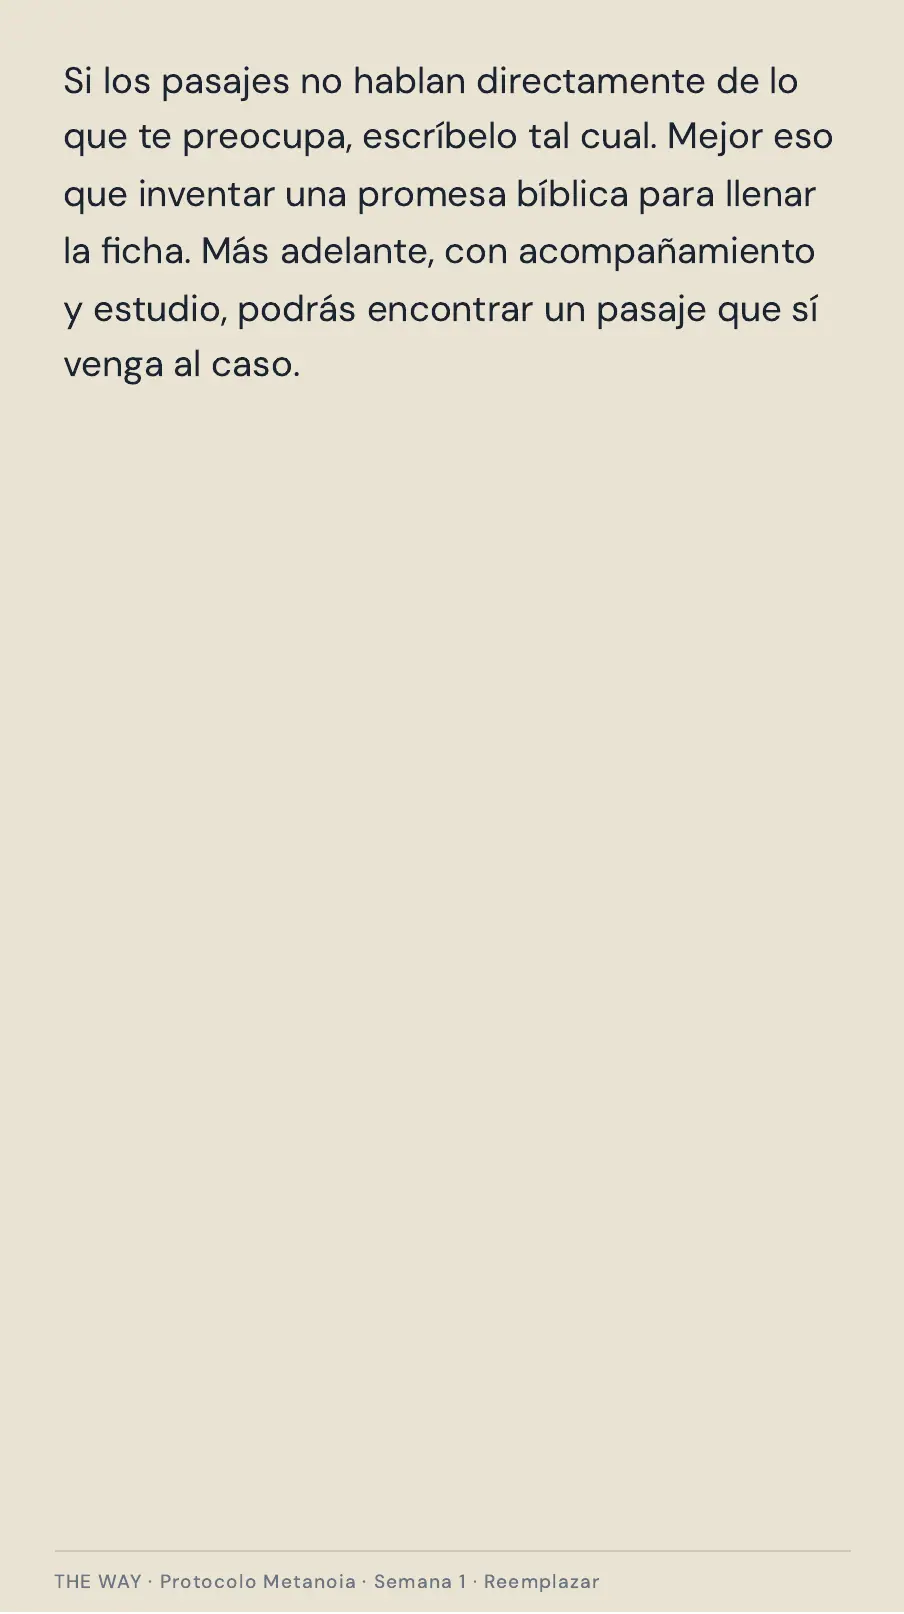 Si los pasajes no hablan directamente de lo
que te preocupa, escríbelo tal cual. Mejor eso
que inventar una promesa bíblica para llenar
la ficha. Más adelante, con acompañamiento
y estudio, podrás encontrar un pasaje que sí
venga al caso.
THE WAY · Protocolo Metanoia · Semana 1 · Reemplazar